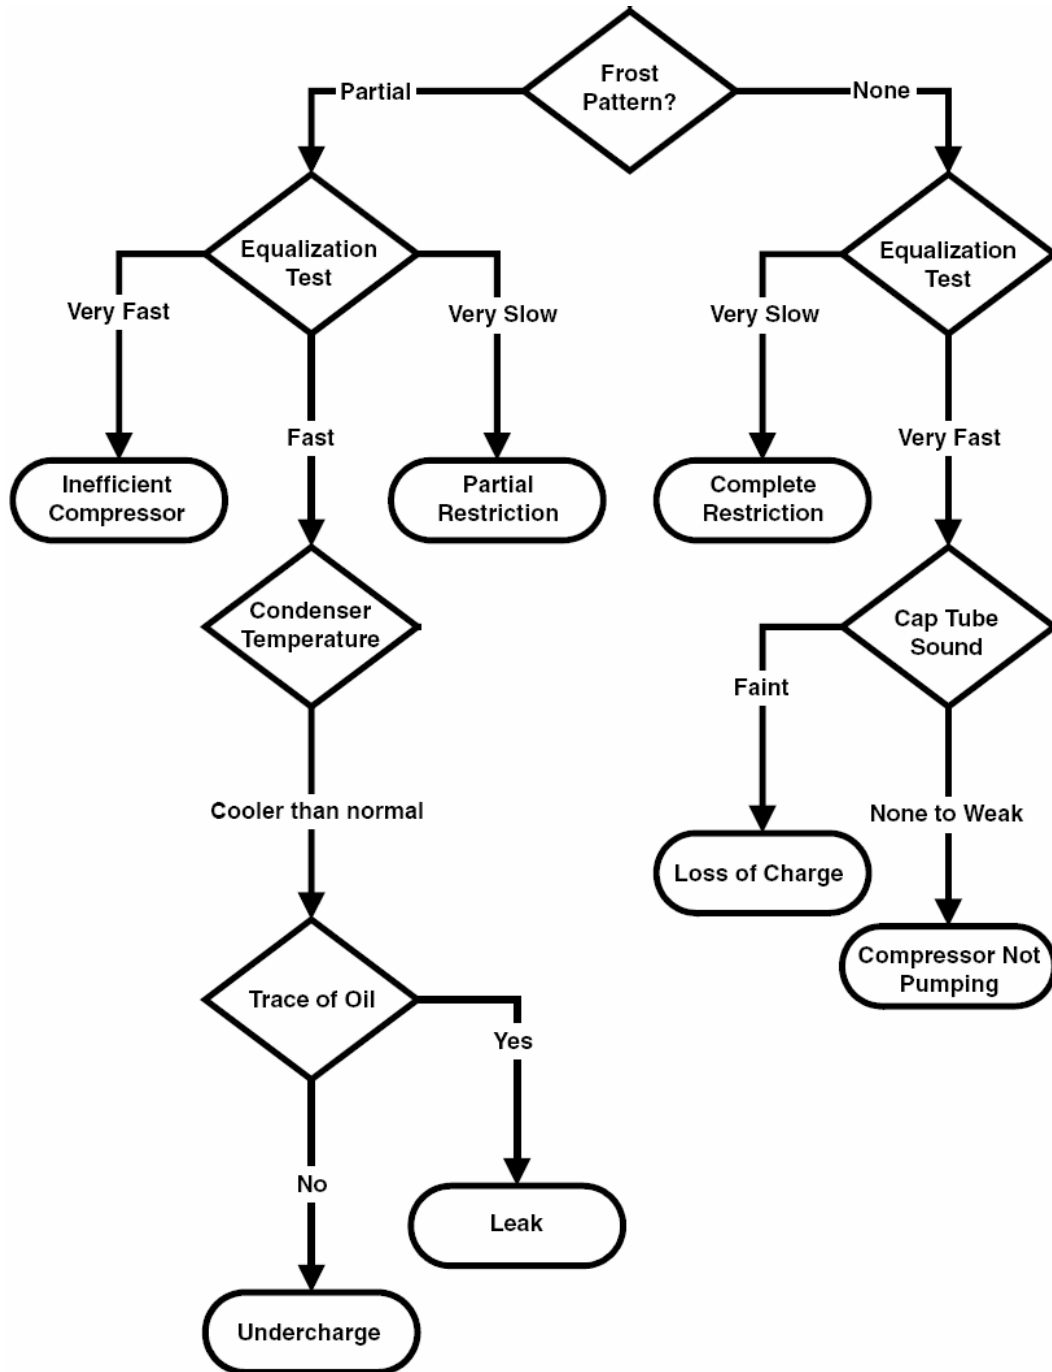 Frost
Pattern?
Partial
None
Equalization
Test
Equalization
Test
Very Fast
Very Slow
Very Slow
Fast
Very Fast
Inefficient
Compressor
Partial
Restriction
Complete
Restriction
Condenser
Temperature
Cap Tube
Sound
Faint
Cooler than normal
None to Weak
Loss of Charge
Compressor Not
Pumping
Trace of Oil
Yes
No
Leak
Undercharge